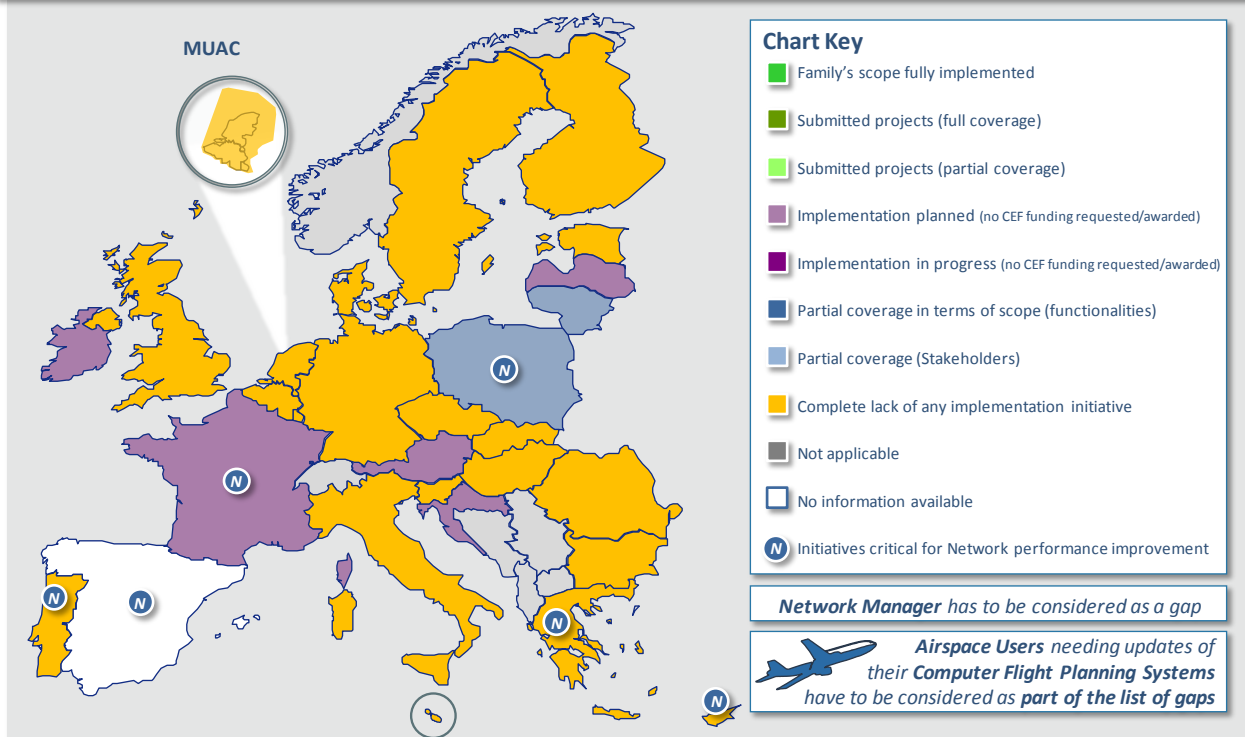 MUAC
N
N
N
N
N
N
Chart Key
Family's scope fully implemented
Submitted projects (full coverage)
Submitted projects (partial coverage)
Implementation planned (no CEF funding requested/awarded)
Implementation in progress (no CEF funding requested/awarded)
Partial coverage in terms of scope (functionalities)
Partial coverage (Stakeholders)
Complete lack of any implementation initiative
Not applicable
No information available
N Initiatives critical for Network performance improvement
Network Manager has to be considered as a gap
Airspace Users needing updates of
their Computer Flight Planning Systems
have to be considered as part of the list of gaps